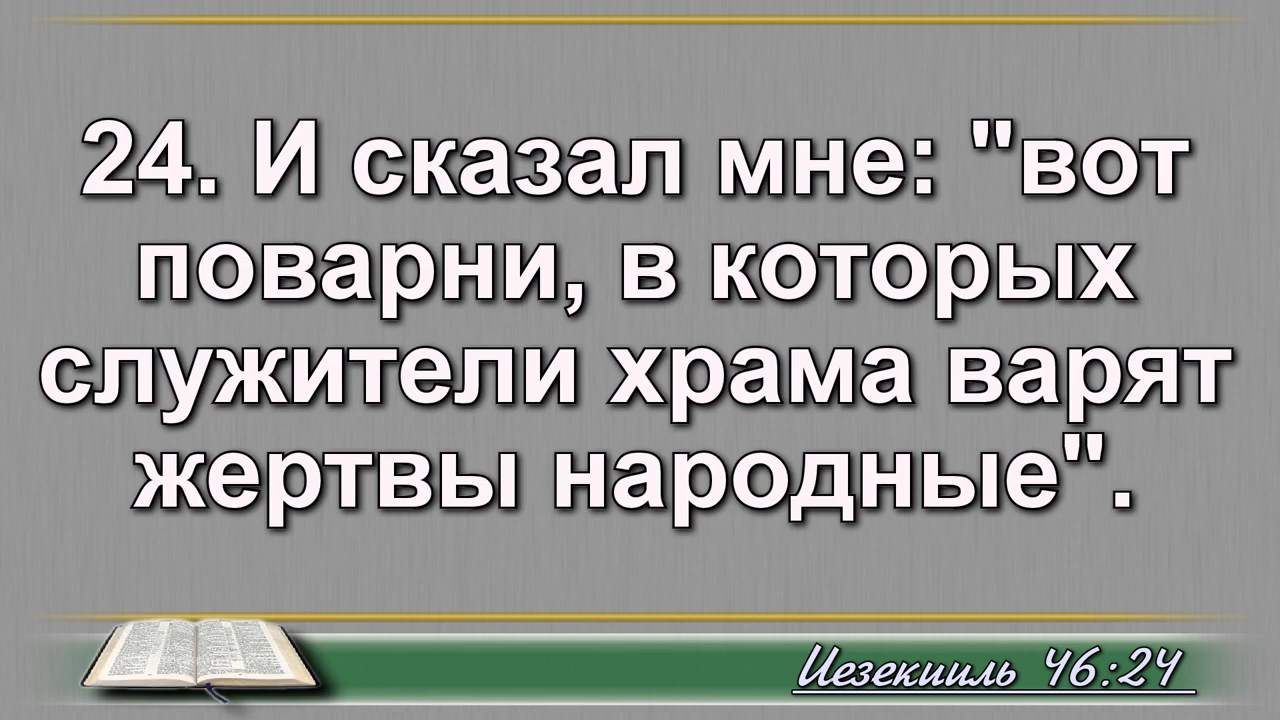 24. И сказал мне: "вот
поварни, в которых
служители храма варят
жертвы народные".
Иезекииль 46:24